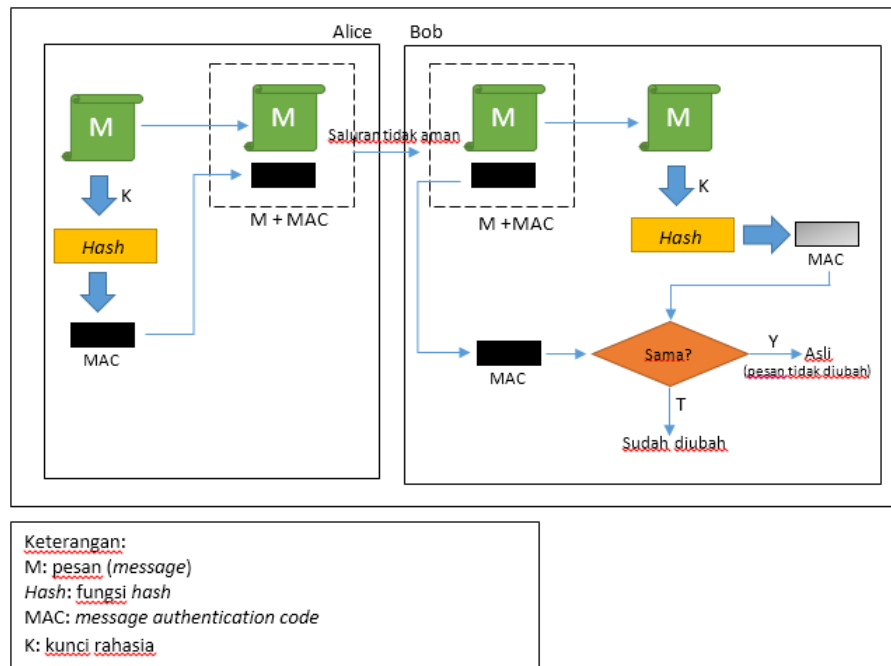 Alice
Bob
M
M
K
Hash
MAC
M + MAC
Saluran tidak aman
M
M
M +MAC
K
Hash
MAC
MAC
Sama?
Y
Asli
(pesan tidak diubah)
T
Sudah diubah
Keterangan:
M: pesan (message)
Hash: fungsi hash
MAC: message authentication code
K: kunci rahasia